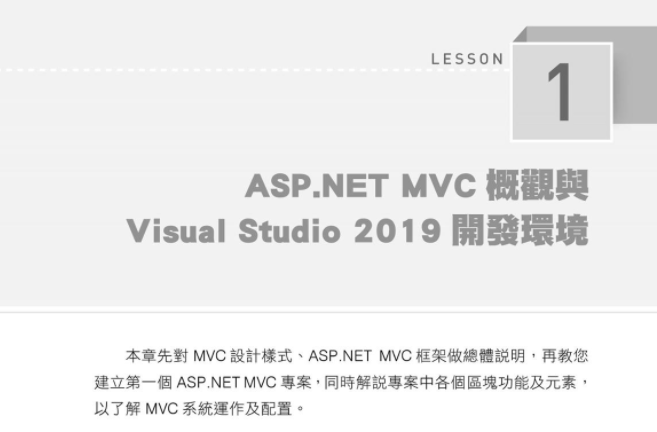 LESSON
1
ASP.NET MVC 概觀與
Visual Studio 2019 開發環境
本章先對 MVC 設計樣式、ASP.NET MVC 框架做總體說明，再教您
建立第一個 ASP.NET MVC 專案，同時解說專案中各個區塊功能及元素，
以了解 MVC 系統運作及配置。